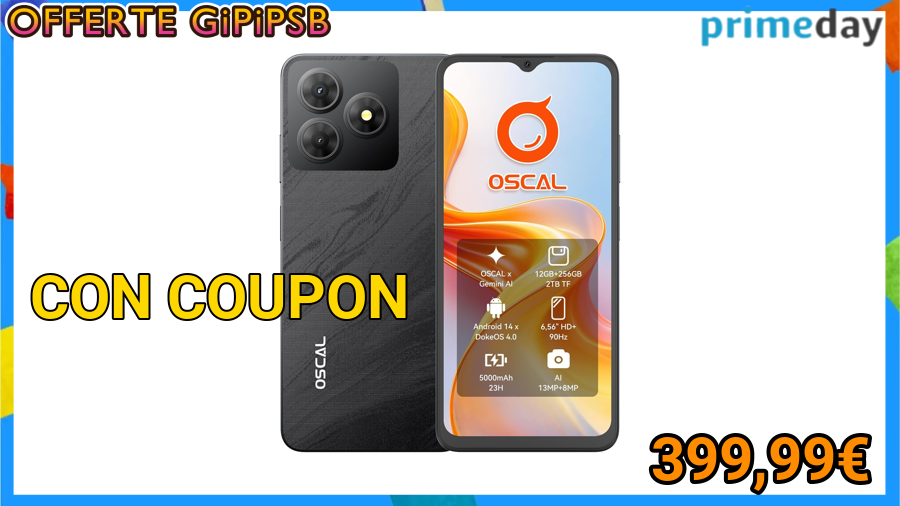 OFFERTE GiPiPSB
primeday
OSCAL
OSCAL x
Gemini AI
12GB+256GB
2TB TF
Android 14 x
DokeOS 4.0
6,56" HD+
90Hz
5000mAh
23H
AI
13MP+8MP
CON COUPON
OSCAL
399,99€